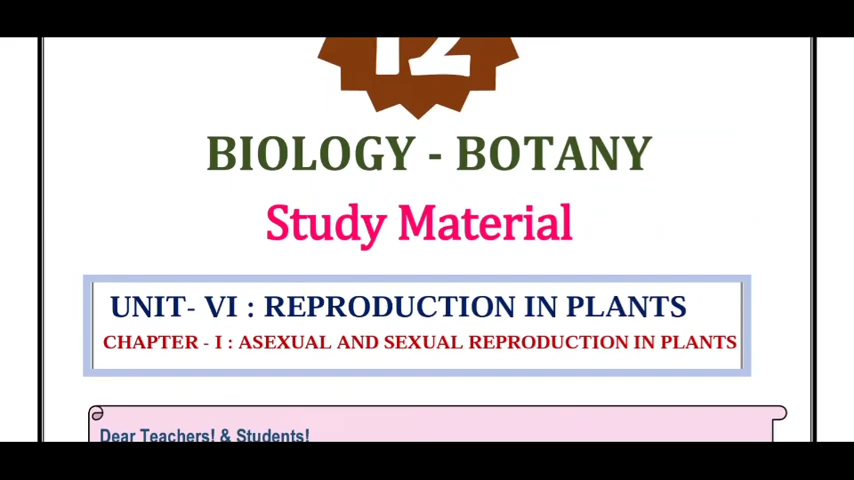 12
BIOLOGY - BOTANY
Study Material
UNIT- VI : REPRODUCTION IN PLANTS
CHAPTER - I : ASEXUAL AND SEXUAL REPRODUCTION IN PLANTS
Dear Teachers! & Students!